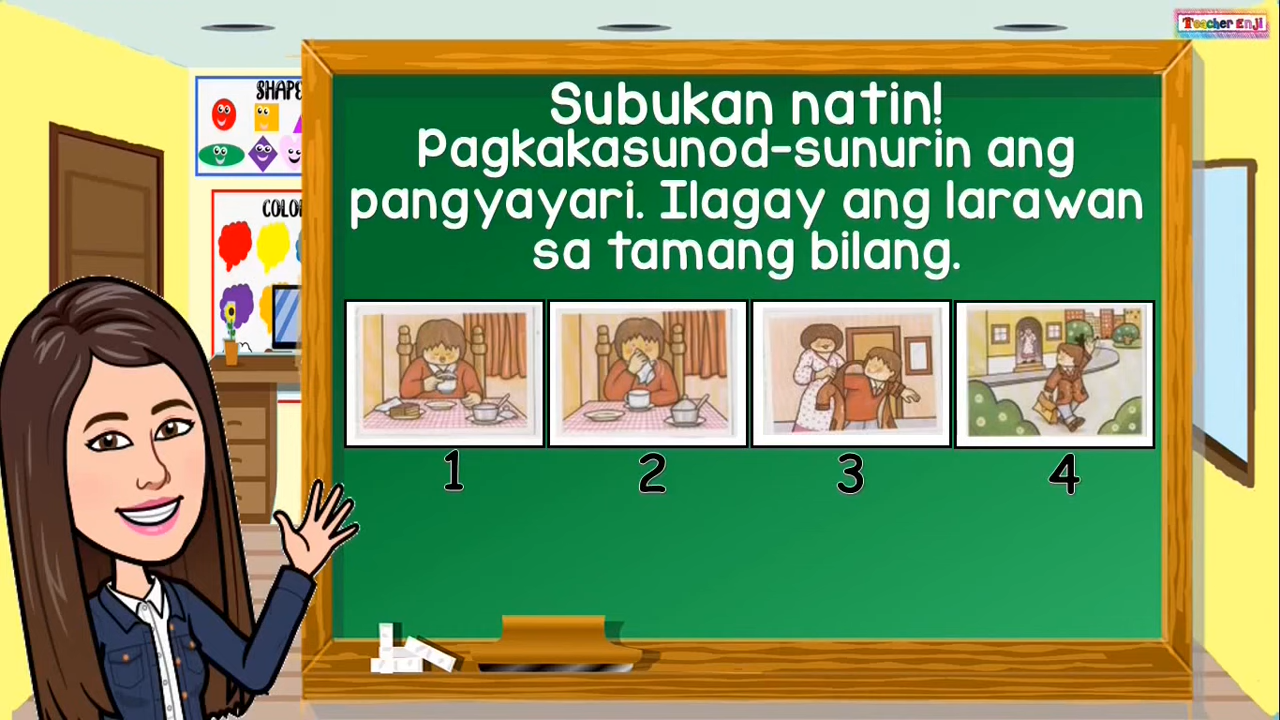 Teacher Enji
SHAPE
COLO
Subukan natin!
Pagkakasunod-sunurin ang
pangyayari. Ilagay ang larawan
sa tamang bilang.
1
2
3
4